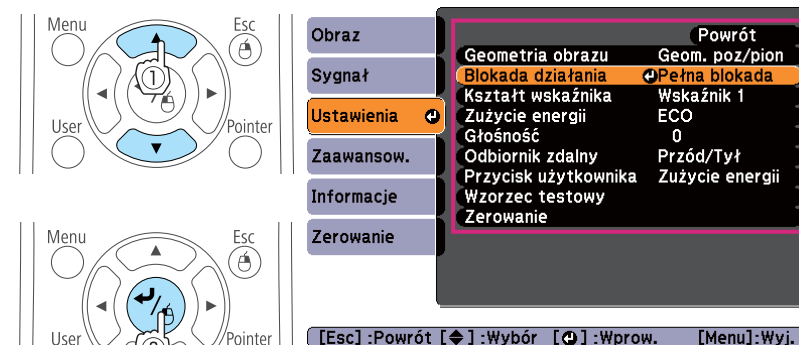 Menu
Esc
1
User
Pointer
Menu
Esc
User
Pointer
Obraz
Sygnał
Ustawienia
Zaawansow.
Informacje
Zerowanie
Powrót
Geometria obrazu Geom. poz/pion
Blokada działania Pełna blokada
Kształt wskaźnika Wskaźnik 1
Zużycie energii ECO
Głośność 0
Odbiornik zdalny Przód/Tył
Przycisk użytkownika Zużycie energii
Wzorzec testowy
Zerowanie
[Esc] :Powrót [◆] :Wybór [⏎] :Wprow. [Menu]:Wyj.